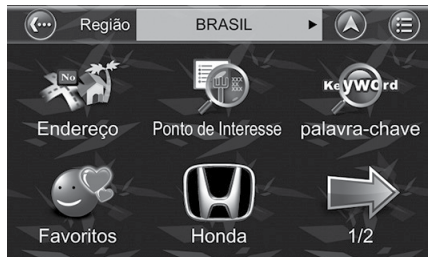 Região BRASIL
No
KeYWOrd
Endereço Ponto de Interesse palavra-chave
Favoritos Honda 1/2